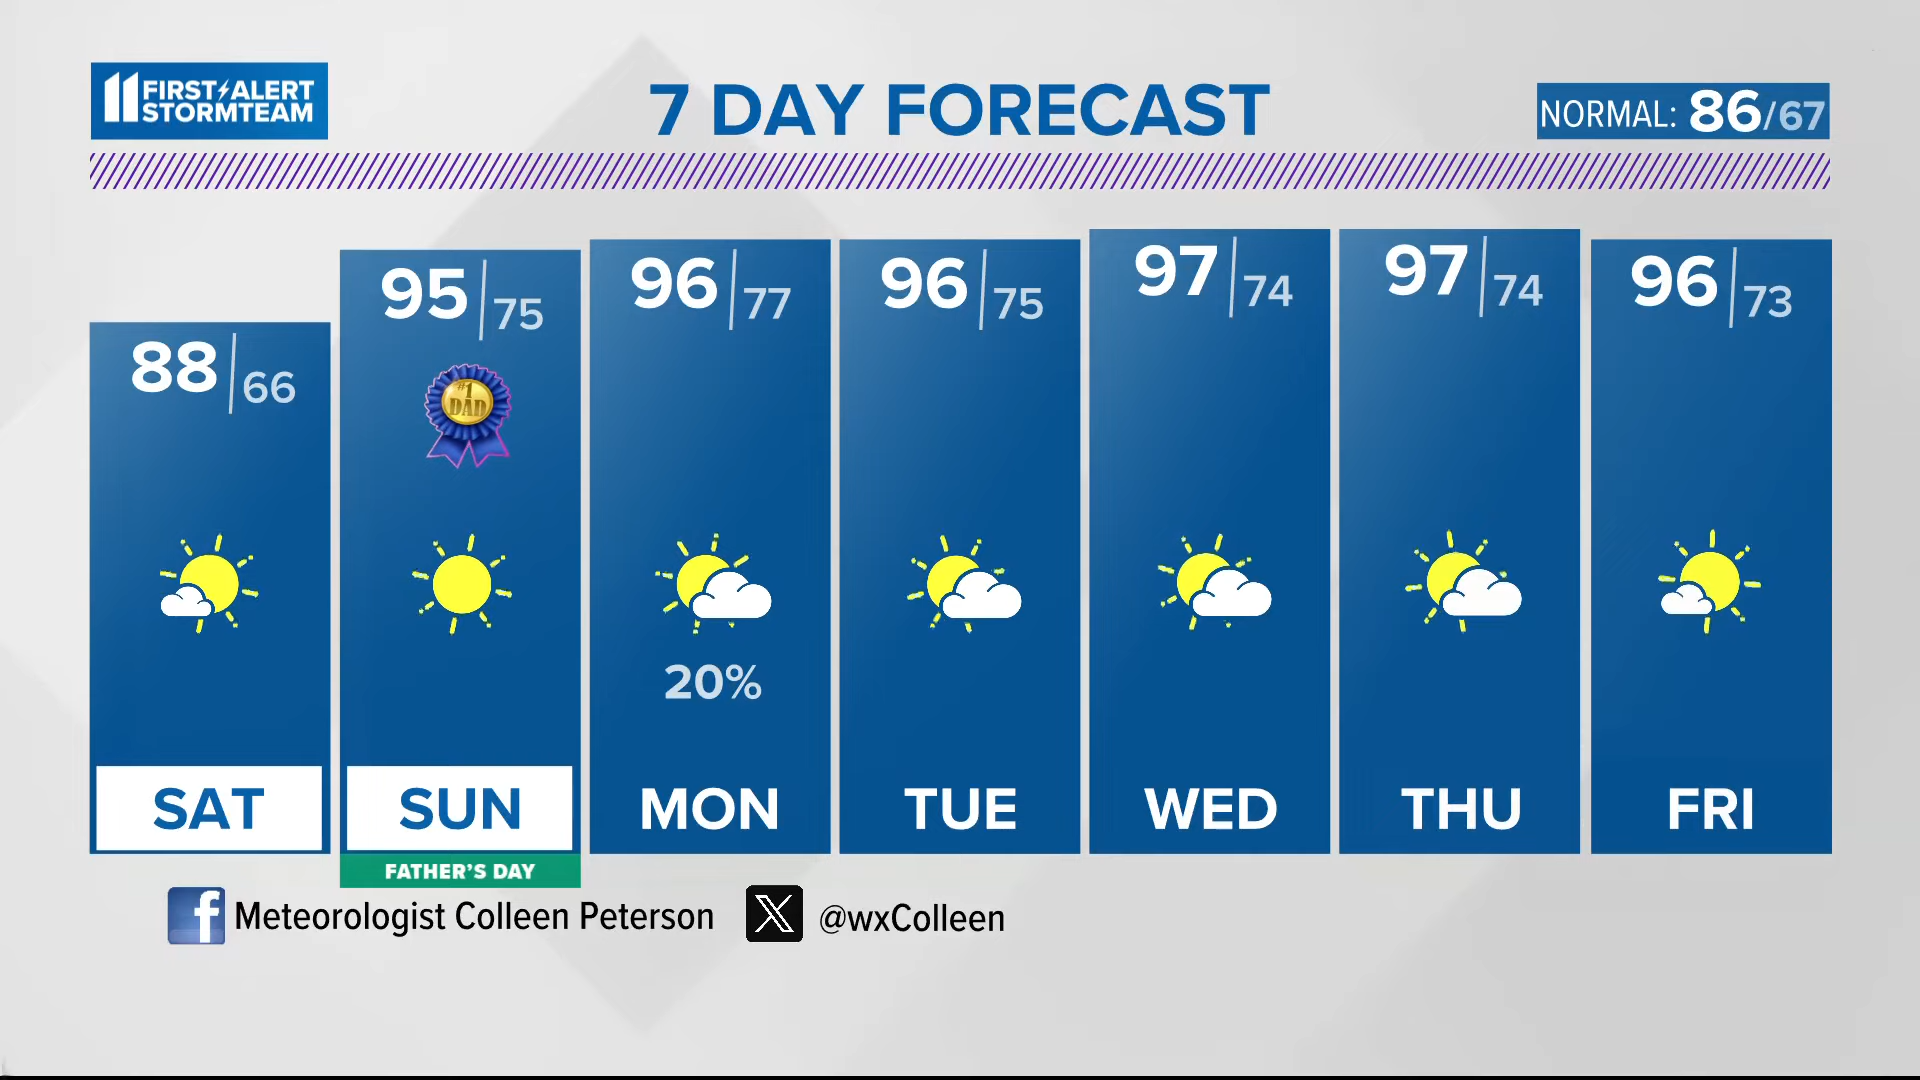 11 FIRST ALERT
STORMTEAM
7 DAY FORECAST
NORMAL: 86/67
88/66
95/75
96/77
96/75
97/74
97/74
96/73
#1
DAD
20%
SAT
SUN
MON
TUE
WED
THU
FRI
FATHER'S DAY
f Meteorologist Colleen Peterson
X @wxColleen